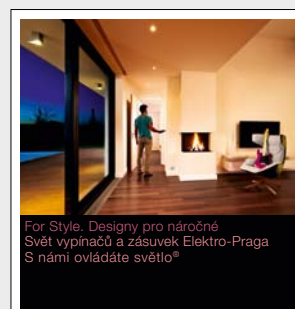 For Style. Designy pro náročné
Svět vypínačů a zásuvek Elektro-Praga
S námi ovládáte světlo®